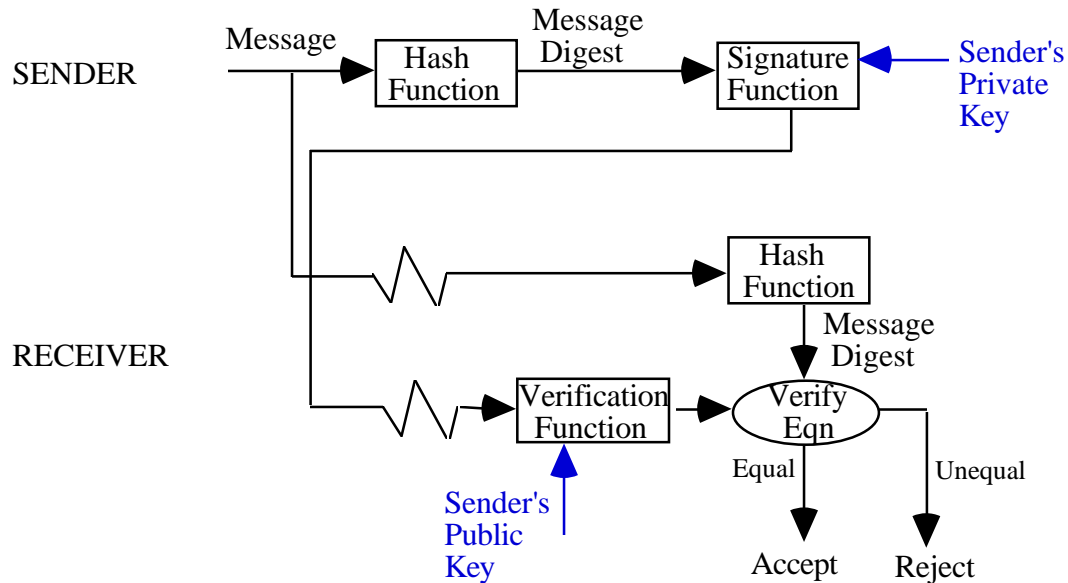 Message
SENDER
Hash
Function
Message
Digest
Signature
Function
Sender's
Private
Key
Hash
Function
Message
Digest
RECEIVER
Verification
Function
Verify
Eqn
Equal
Unequal
Sender's
Public
Key
Accept
Reject